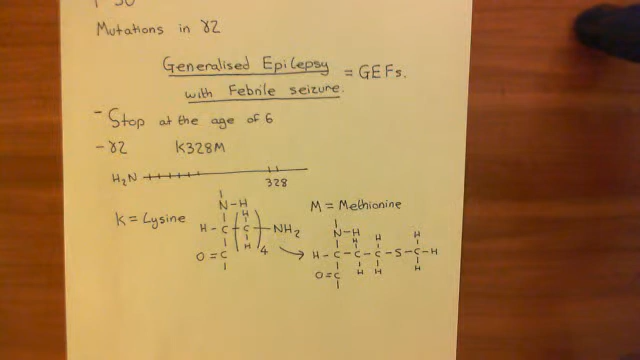 Mutations in γ2
Generalised Epilepsy
with Febrile seizure. = GEFs.
- Stop at the age of 6
- γ2 K328M
H₂N
328
K = Lysine
M = Methionine
N-H
H
H-C-(C)-NH₂
H
O=C 4
N-H H H H
H-C-C-C-S-C-H
O=C H H H